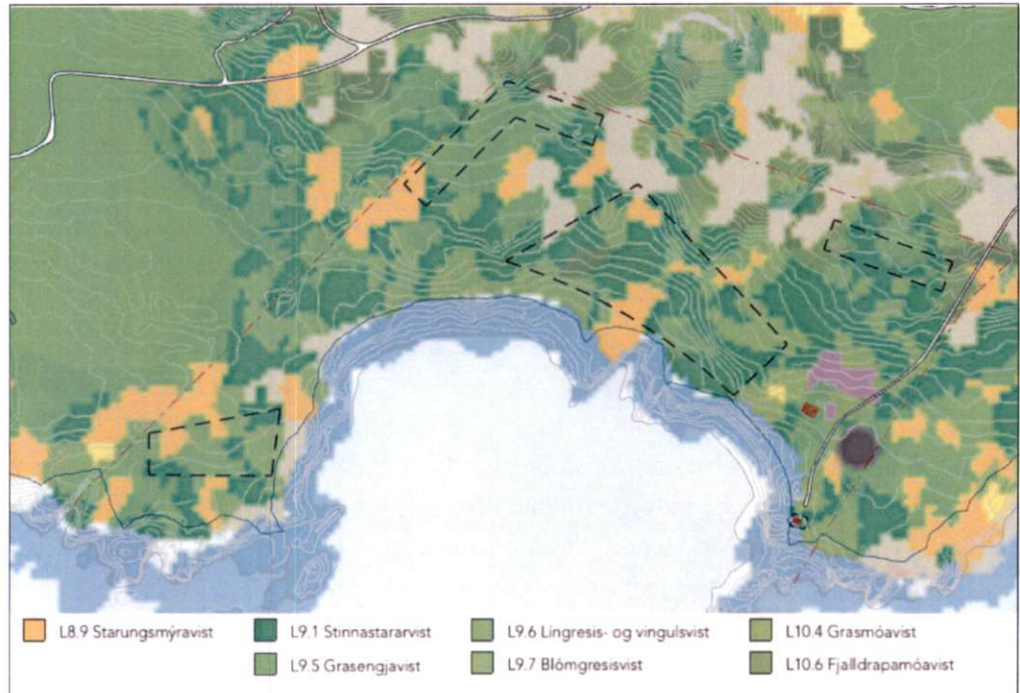 L8.9 Starungsmýravist L9.1 Stinnastararvist L9.6 Língresis- og vingulsvist L10.4 Grasmóavist
L9.5 Grasengjavist L9.7 Blómgresisvist L10.6 Fjalldrapamóavist